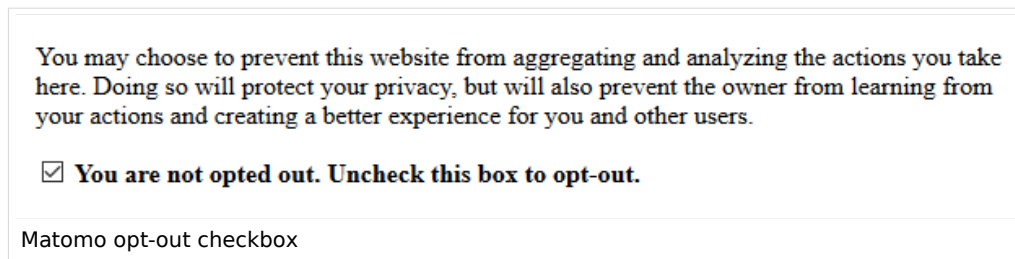 You may choose to prevent this website from aggregating and analyzing the actions you take
here. Doing so will protect your privacy, but will also prevent the owner from learning from
your actions and creating a better experience for you and other users.
You are not opted out. Uncheck this box to opt-out.
Matomo opt-out checkbox